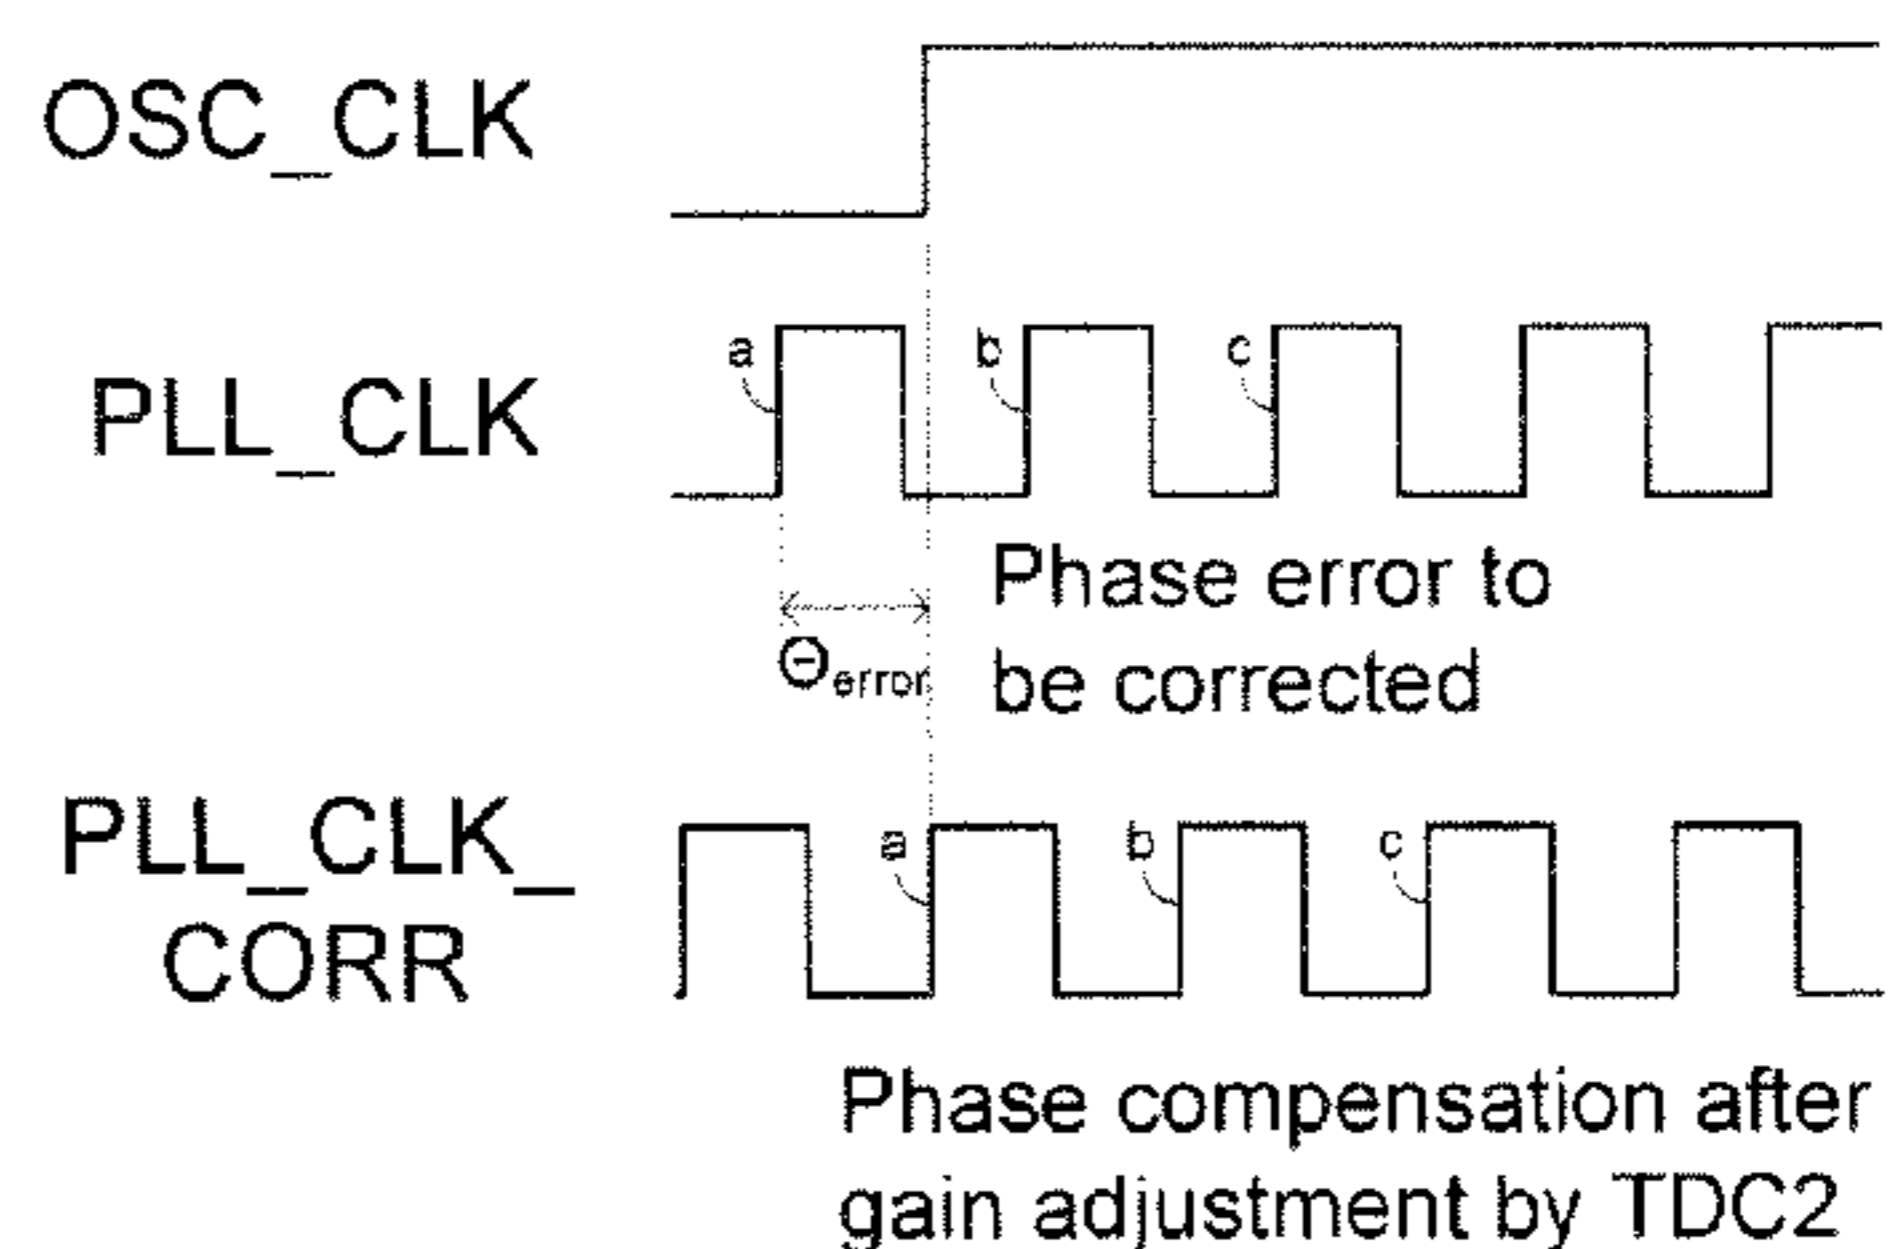 OSC_CLK
PLL_CLK
a
b
c
Phase error to
be corrected
Θerror
PLL_CLK_
CORR
a
b
c
Phase compensation after
gain adjustment by TDC2